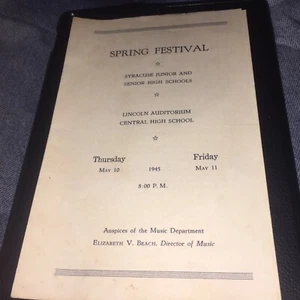 SPRING FESTIVAL
SYRACUSE JUNIOR AND
SENIOR HIGH SCHOOLS
LINCOLN AUDITORIUM
CENTRAL HIGH SCHOOL
Thursday Friday
MAY 10 1945 MAY 11
8:00 P. M.
Auspices of the Music Department
ELIZABETH V. BEACH, Director of Music